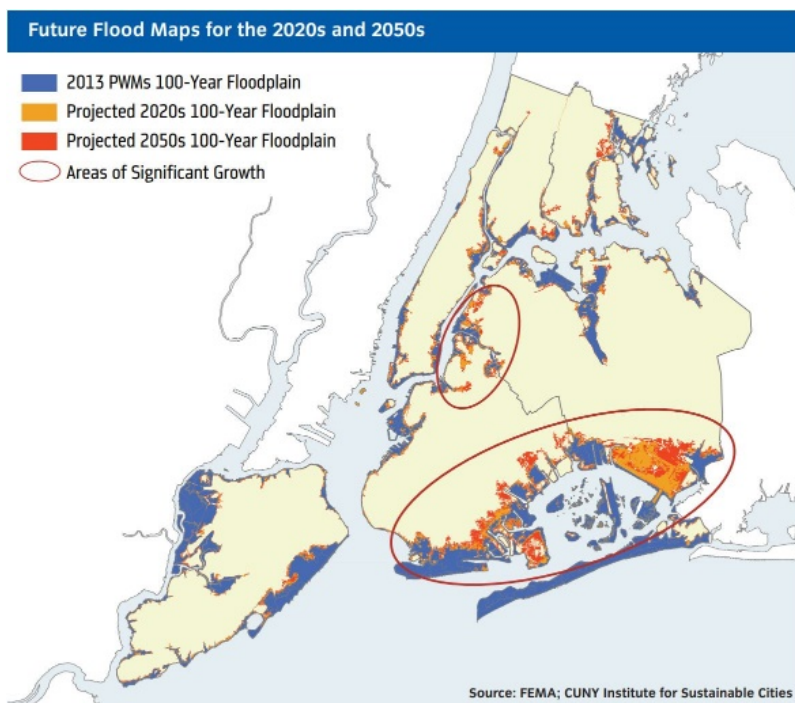 Future Flood Maps for the 2020s and 2050s
2013 PWMs 100-Year Floodplain
Projected 2020s 100-Year Floodplain
Projected 2050s 100-Year Floodplain
Areas of Significant Growth
Source: FEMA; CUNY Institute for Sustainable Cities